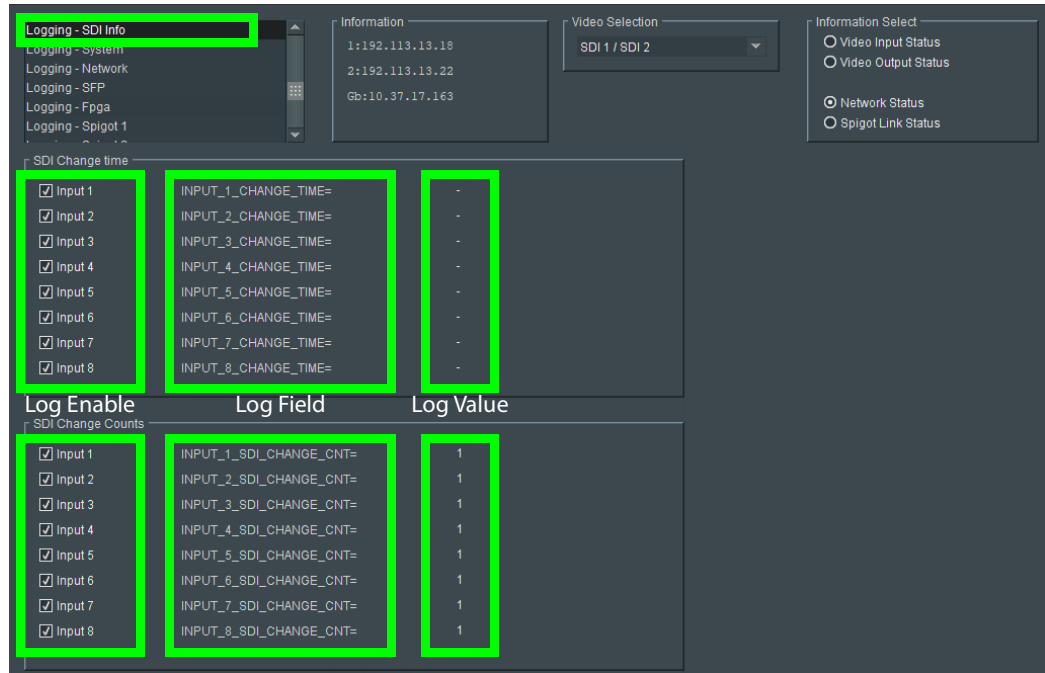 Logging - SDI Info
Logging - System
Logging - Network
Logging - SFP
Logging - Fpga
Logging - Spigot 1
Information
1:192.113.13.18
2:192.113.13.22
Gb:10.37.17.163
Video Selection
SDI 1 / SDI 2
Information Select
Video Input Status
Video Output Status
Network Status
Spigot Link Status
SDI Change time
Input 1 INPUT_1_CHANGE_TIME= -
Input 2 INPUT_2_CHANGE_TIME= -
Input 3 INPUT_3_CHANGE_TIME= -
Input 4 INPUT_4_CHANGE_TIME= -
Input 5 INPUT_5_CHANGE_TIME= -
Input 6 INPUT_6_CHANGE_TIME= -
Input 7 INPUT_7_CHANGE_TIME= -
Input 8 INPUT_8_CHANGE_TIME= -
Log Enable Log Field Log Value
SDI Change Counts
Input 1 INPUT_1_SDI_CHANGE_CNT= 1
Input 2 INPUT_2_SDI_CHANGE_CNT= 1
Input 3 INPUT_3_SDI_CHANGE_CNT= 1
Input 4 INPUT_4_SDI_CHANGE_CNT= 1
Input 5 INPUT_5_SDI_CHANGE_CNT= 1
Input 6 INPUT_6_SDI_CHANGE_CNT= 1
Input 7 INPUT_7_SDI_CHANGE_CNT= 1
Input 8 INPUT_8_SDI_CHANGE_CNT= 1